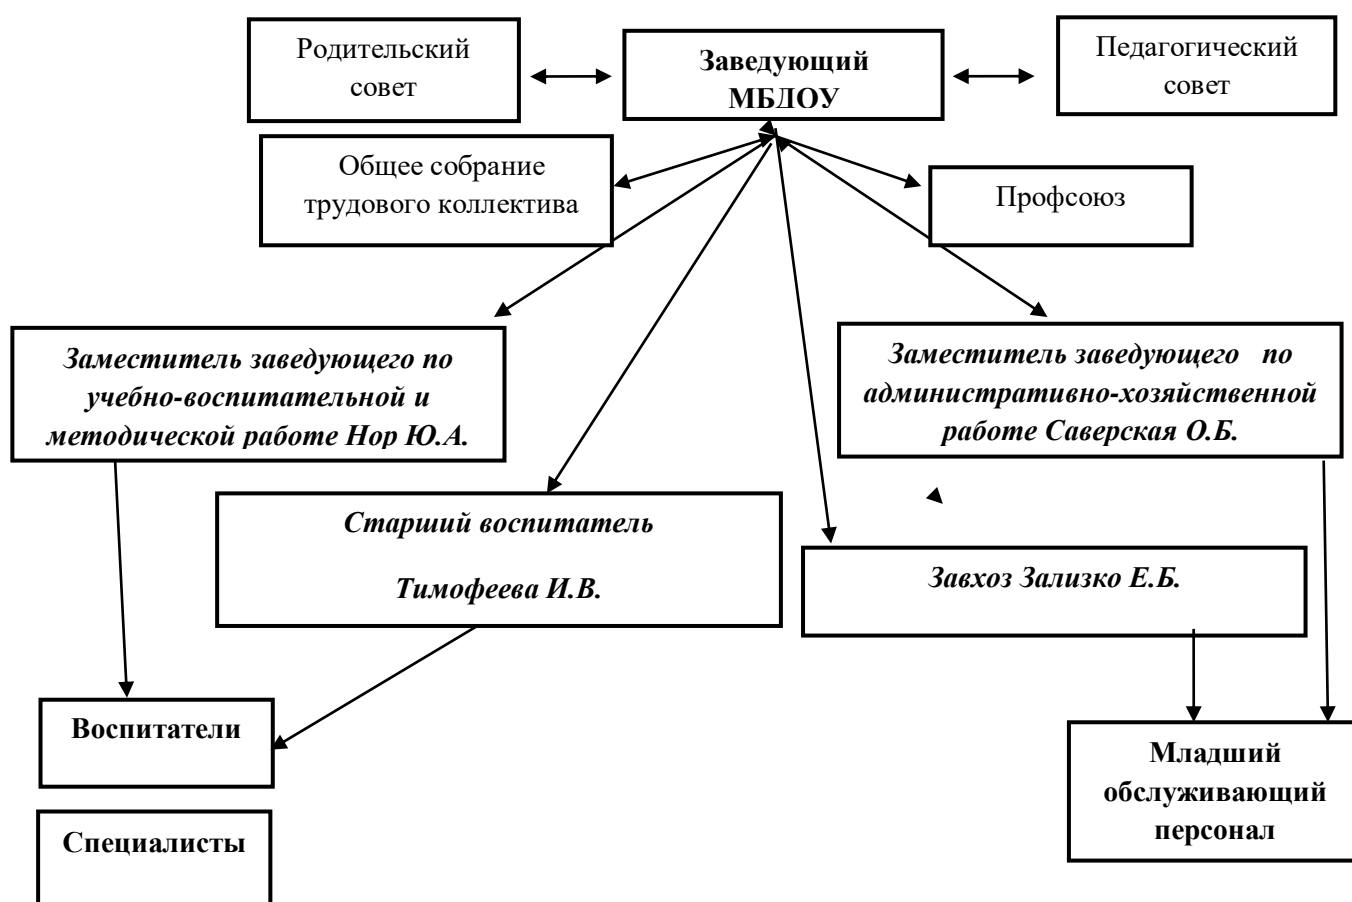 Родительский
совет
Заведующий
МБДОУ
Педагогический
совет
Общее собрание
трудового коллектива
Профсоюз
Заместитель заведующего по
учебно-воспитательной и
методической работе Нор Ю.А.
Заместитель заведующего по
административно-хозяйственной
работе Саверская О.Б.
Старший воспитатель
Тимофеева И.В.
Завхоз Зализко Е.Б.
Воспитатели
Младший
обслуживающий
персонал
Специалисты